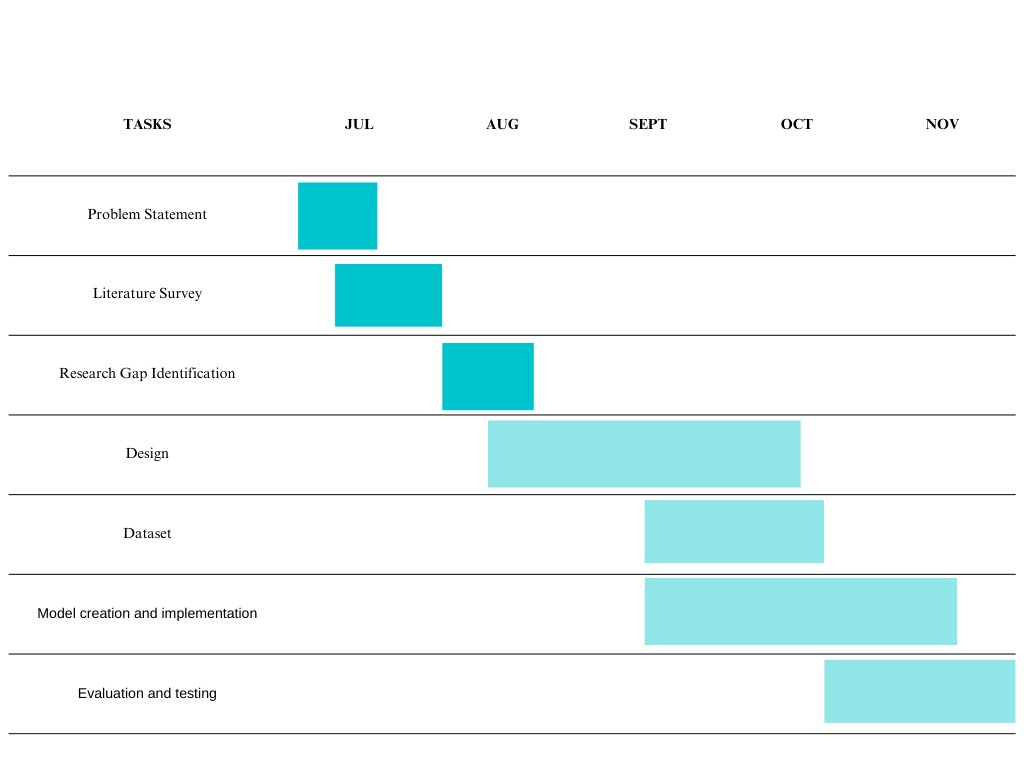 TASKS JUL AUG SEPT OCT NOV
Problem Statement
Literature Survey
Research Gap Identification
Design
Dataset
Model creation and implementation
Evaluation and testing